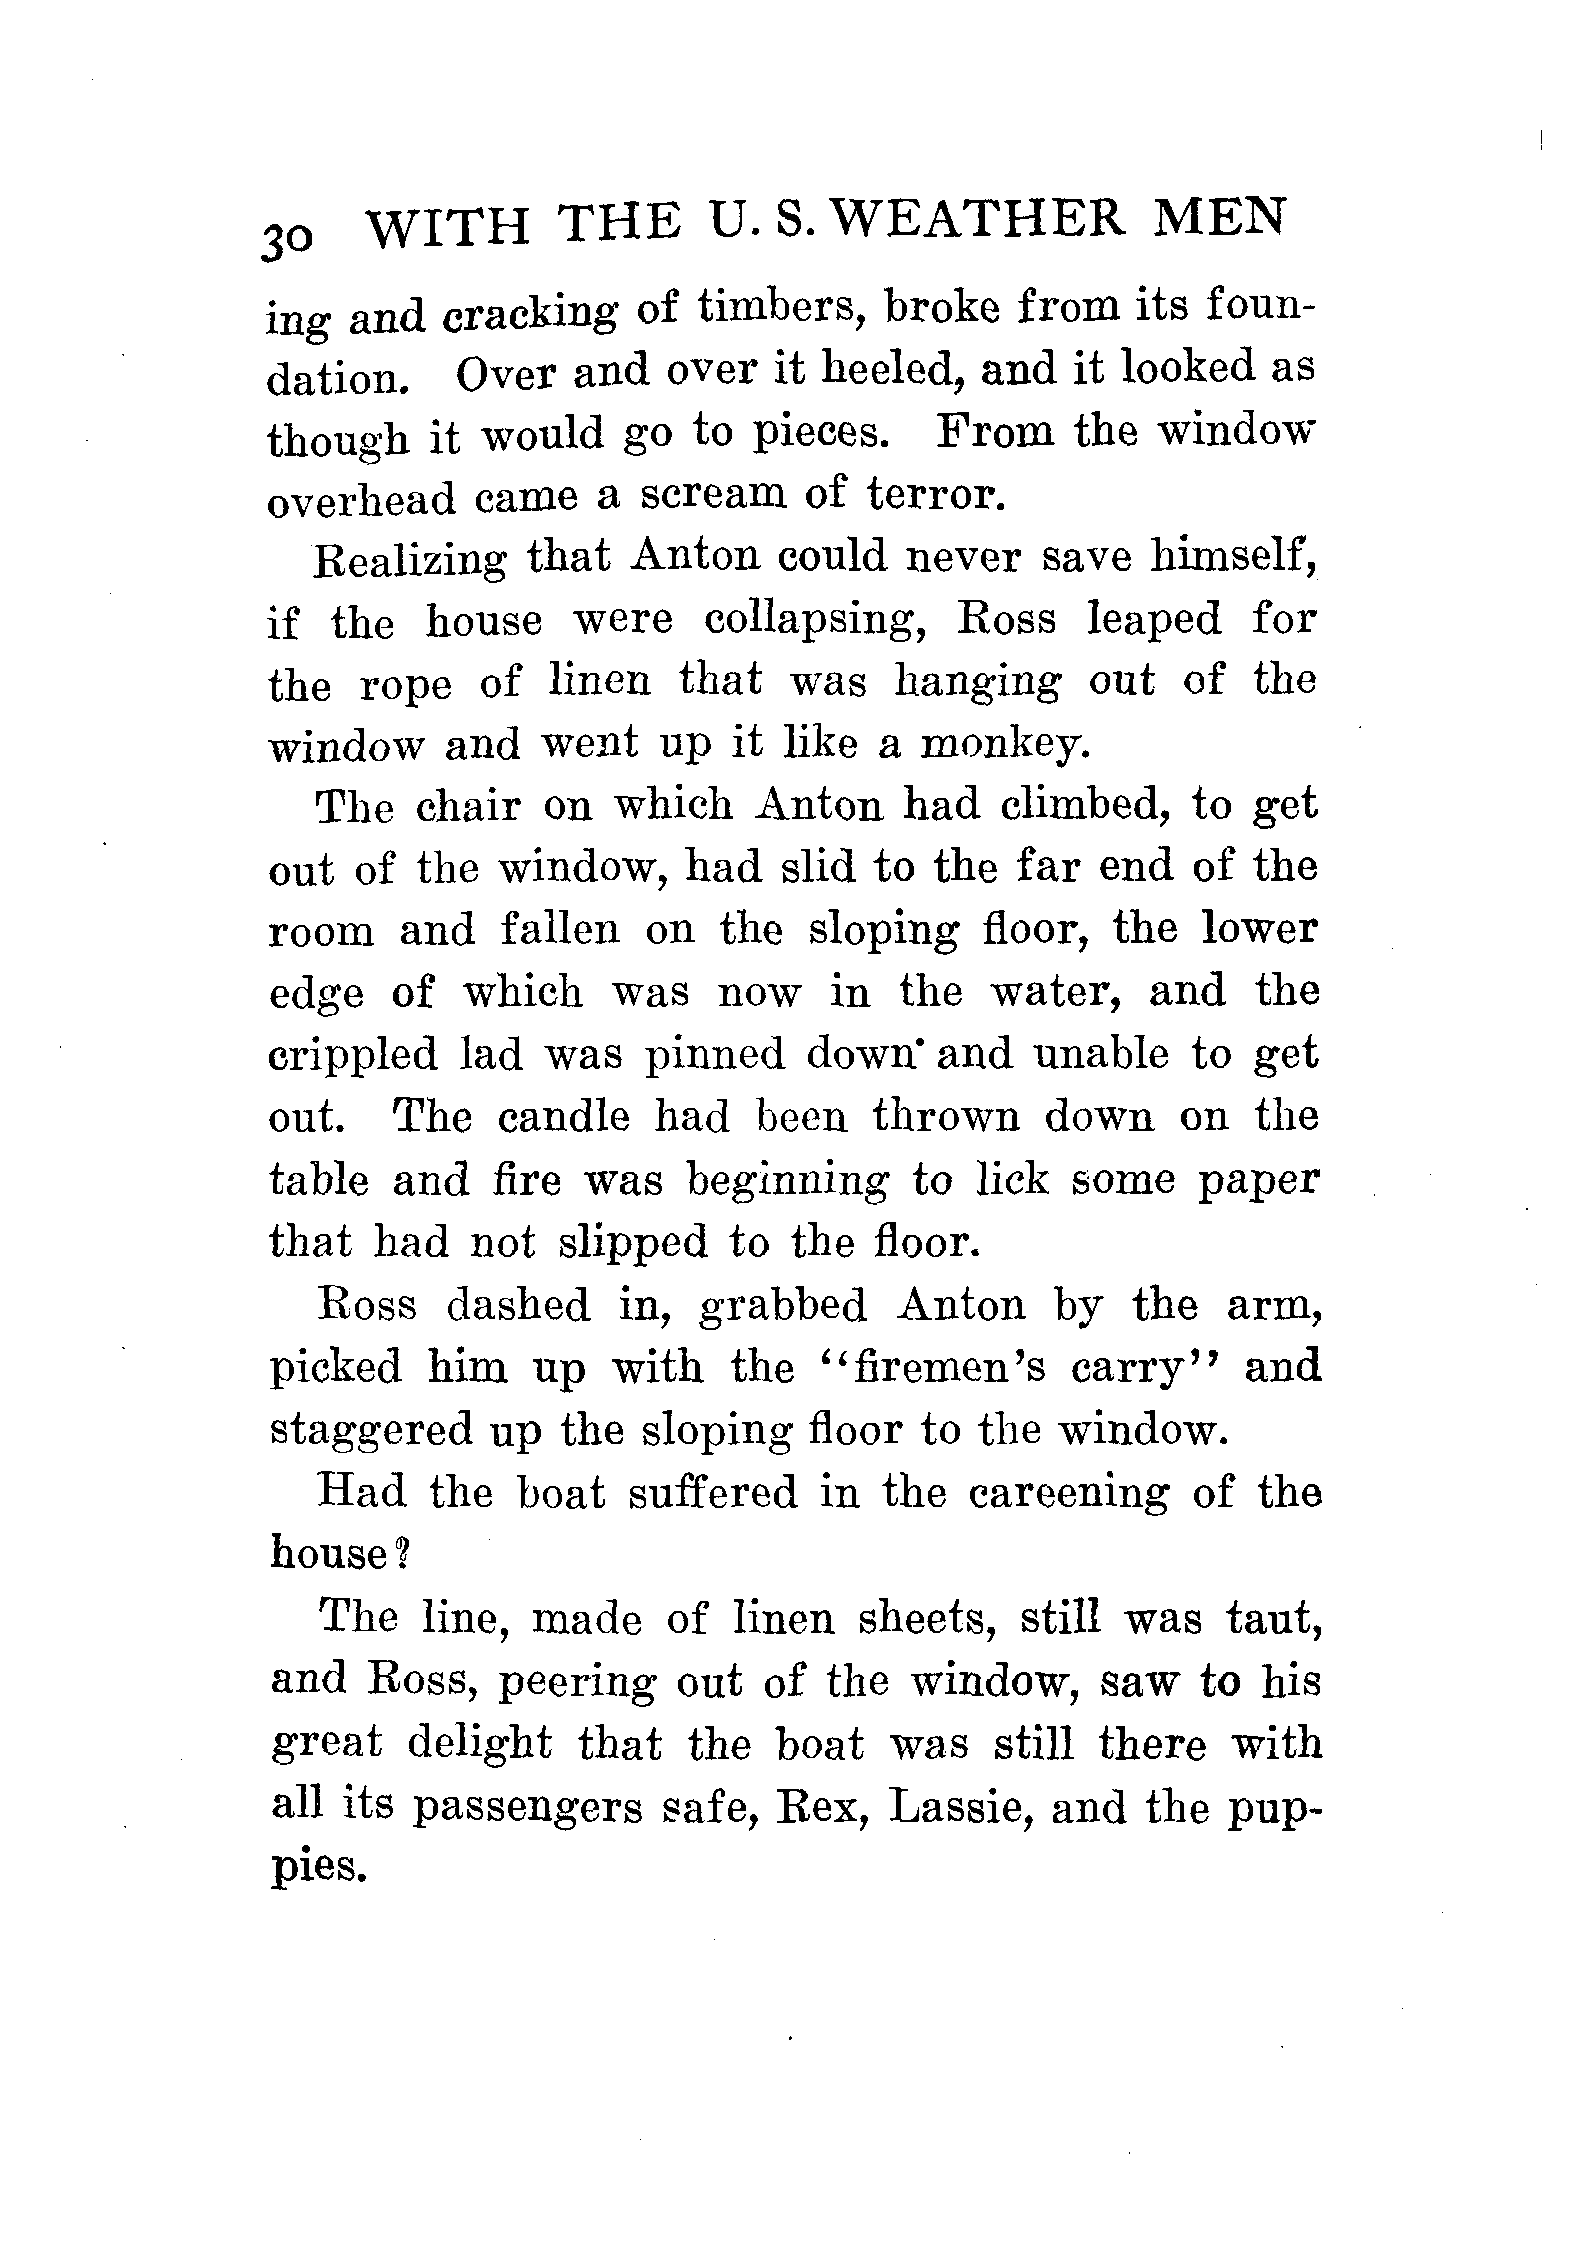 30 WITH THE U. S. WEATHER MEN
ing and cracking of timbers, broke from its foun-
dation. Over and over it heeled, and it looked as
though it would go to pieces. From the window
overhead came a scream of terror.
Realizing that Anton could never save himself,
if the house were collapsing, Ross leaped for
the rope of linen that was hanging out of the
window and went up it like a monkey.
The chair on which Anton had climbed, to get
out of the window, had slid to the far end of the
room and fallen on the sloping floor, the lower
edge of which was now in the water, and the
crippled lad was pinned down and unable to get
out. The candle had been thrown down on the
table and fire was beginning to lick some paper
that had not slipped to the floor.
Ross dashed in, grabbed Anton by the arm,
picked him up with the “firemen’s carry” and
staggered up the sloping floor to the window.
Had the boat suffered in the careening of the
house?
The line, made of linen sheets, still was taut,
and Ross, peering out of the window, saw to his
great delight that the boat was still there with
all its passengers safe, Rex, Lassie, and the pup-
pies.